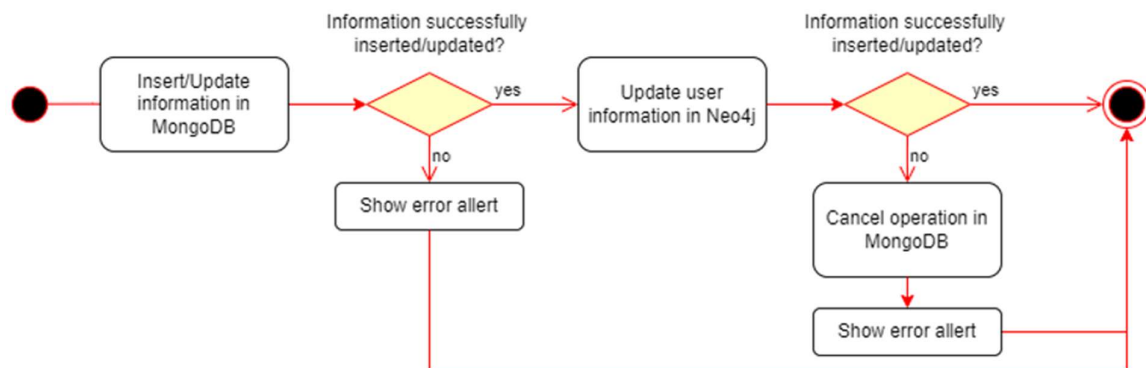 Information successfully
inserted/updated?
Information successfully
inserted/updated?
Insert/Update
information in
MongoDB
yes
Update user
information in Neo4j
yes
no
no
Show error allert
Cancel operation in
MongoDB
Show error allert